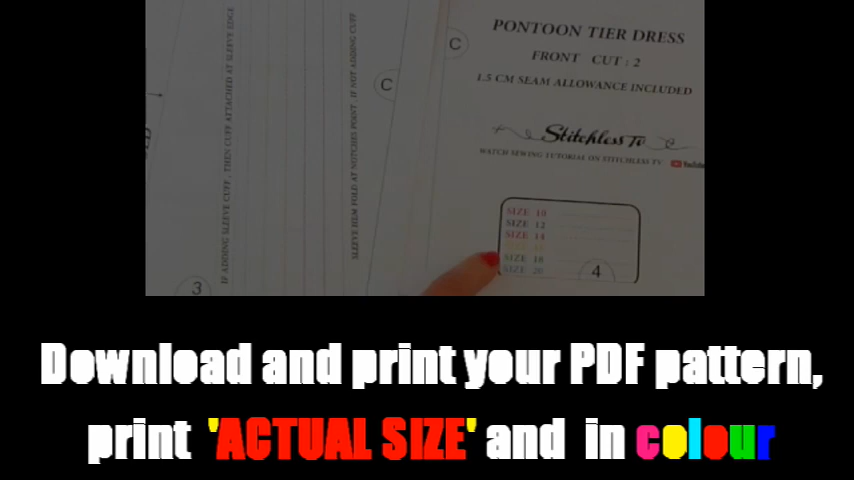 PONTOON TIER DRESS
FRONT CUT : 2
1.5 CM SEAM ALLOWANCE INCLUDED
Stitchless TV
WATCH SEWING TUTORIAL ON STITCHLESS TV YouTube
SIZE 10
SIZE 12
SIZE 14
SIZE 18
SIZE 20
4
C
C
3
IF ADDING SLEEVE CUFF , THEN CUFF ATTACHED AT SLEEVE EDGE
SLEEVE HEM FOLD AT NOTCHES POINT , IF NOT ADDING CUFF
Download and print your PDF pattern,
print 'ACTUAL SIZE' and in colour